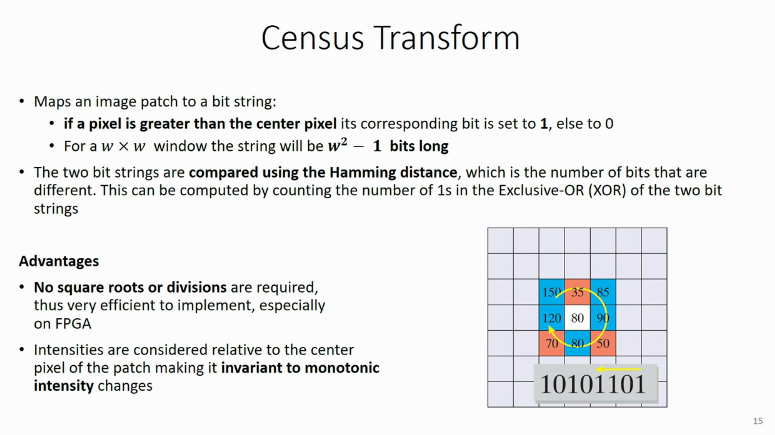 Census Transform
• Maps an image patch to a bit string:
• if a pixel is greater than the center pixel its corresponding bit is set to 1, else to 0
• For a w × w window the string will be w² − 1 bits long
• The two bit strings are compared using the Hamming distance, which is the number of bits that are
different. This can be computed by counting the number of 1s in the Exclusive-OR (XOR) of the two bit
strings
Advantages
• No square roots or divisions are required,
thus very efficient to implement, especially
on FPGA
• Intensities are considered relative to the center
pixel of the patch making it invariant to monotonic
intensity changes
150 35 85
120 80 90
70 80 50
10101101
15